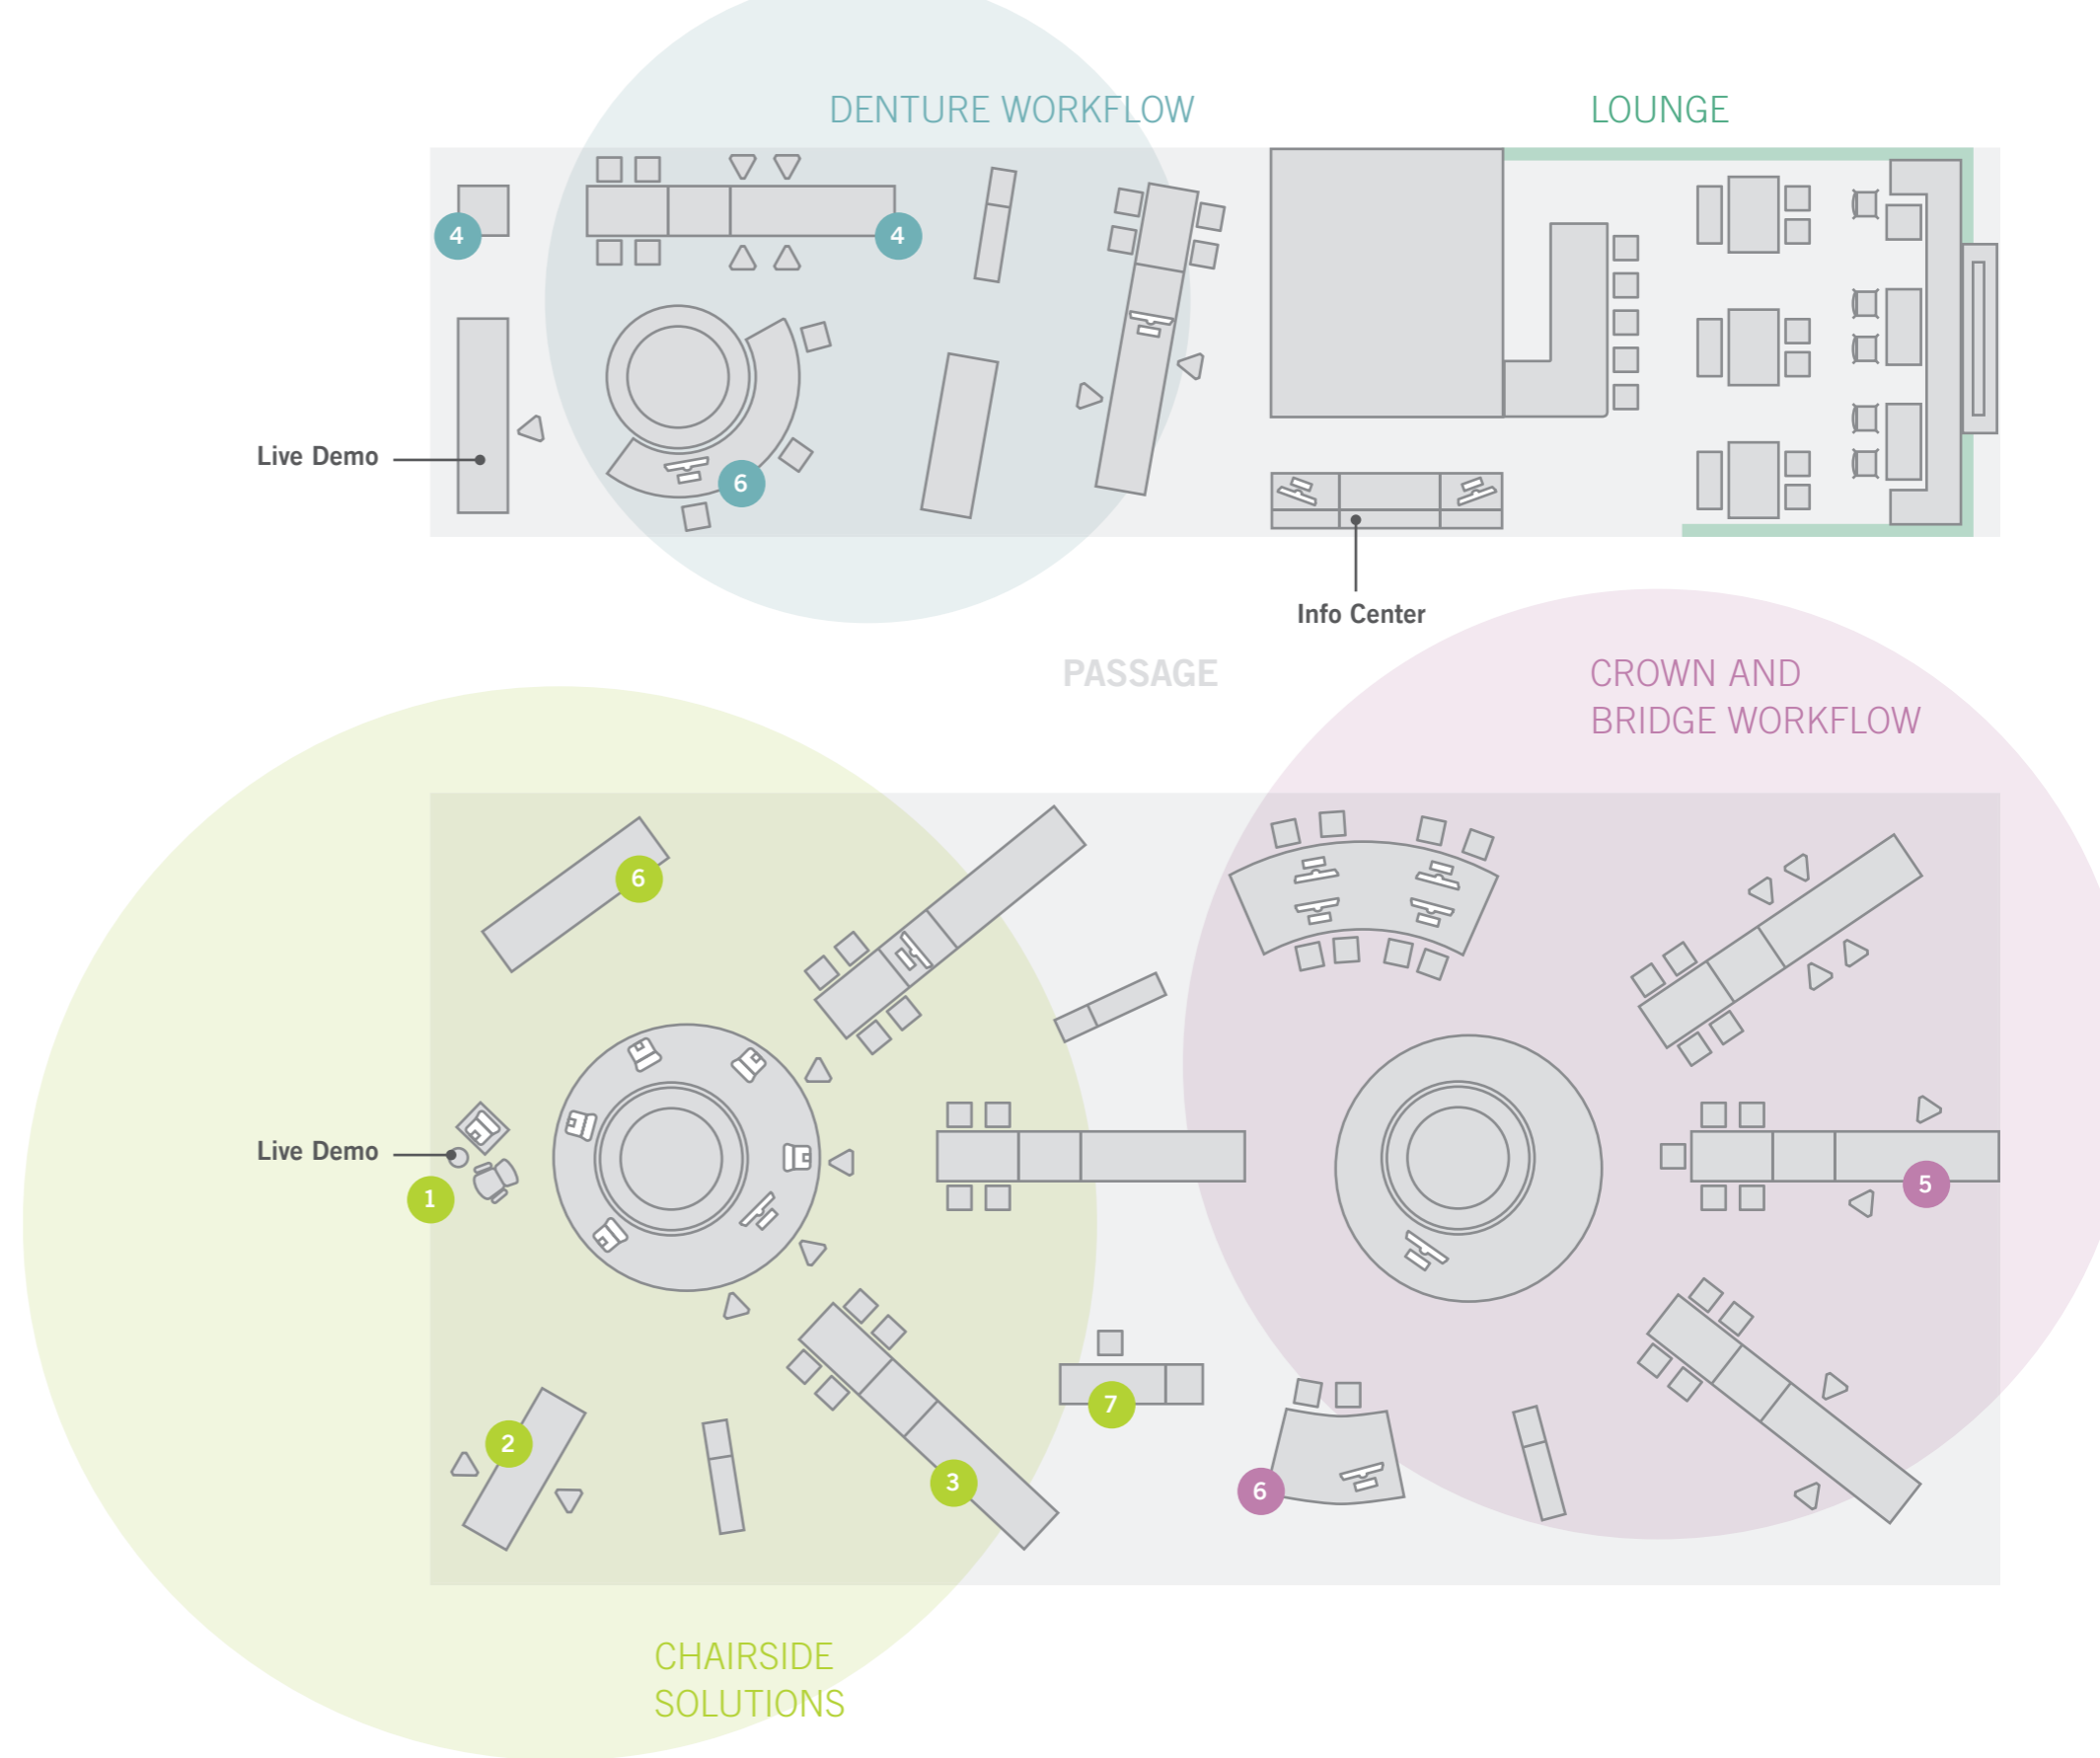 DENTURE WORKFLOW
LOUNGE
4
4
Live Demo
6
Info Center
PASSAGE
CROWN AND
BRIDGE WORKFLOW
6
Live Demo
1
5
7
2
3
6
CHAIRSIDE
SOLUTIONS